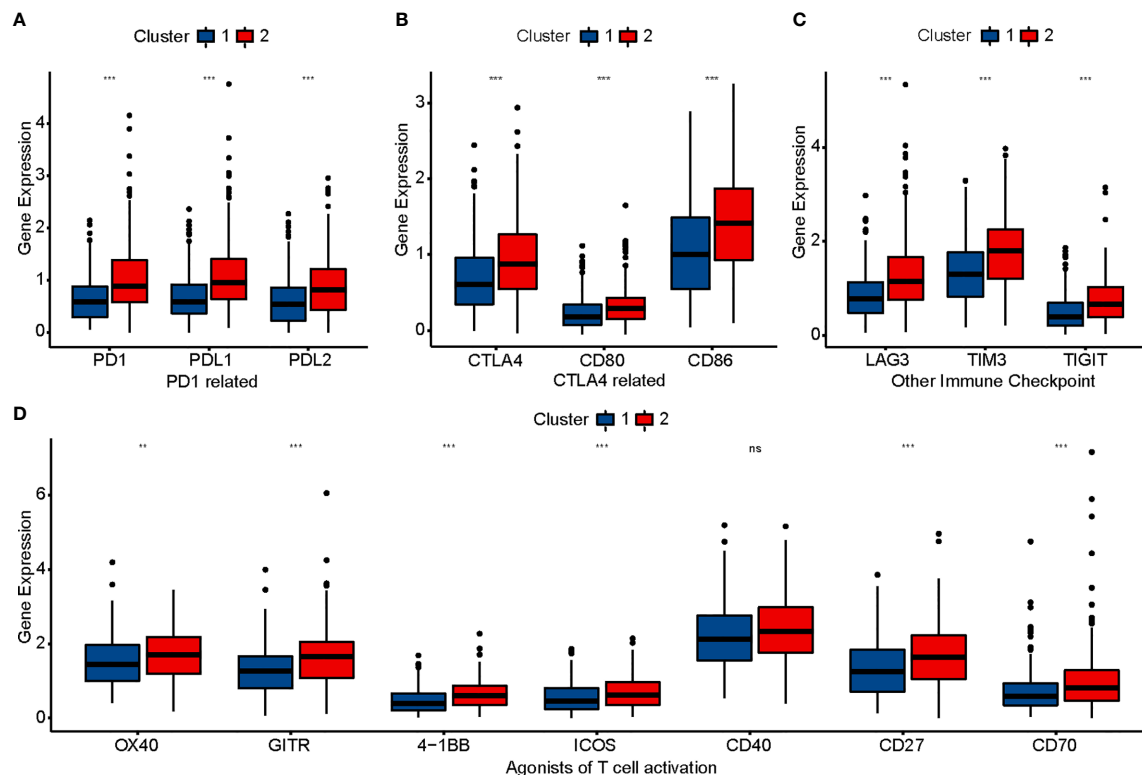 A
Cluster 1 2
Gene Expression
4
3
2
1
0
*** *** ***
PD1 PDL1 PDL2
PD1 related
B
Cluster 1 2
Gene Expression
3
2
1
0
*** *** ***
CTLA4 CD80 CD86
CTLA4 related
C
Cluster 1 2
Gene Expression
4
2
0
*** *** ***
LAG3 TIM3 TIGIT
Other Immune Checkpoint
D
Cluster 1 2
Gene Expression
6
4
2
0
** *** *** *** ns *** ***
OX40 GITR 4−1BB ICOS CD40 CD27 CD70
Agonists of T cell activation